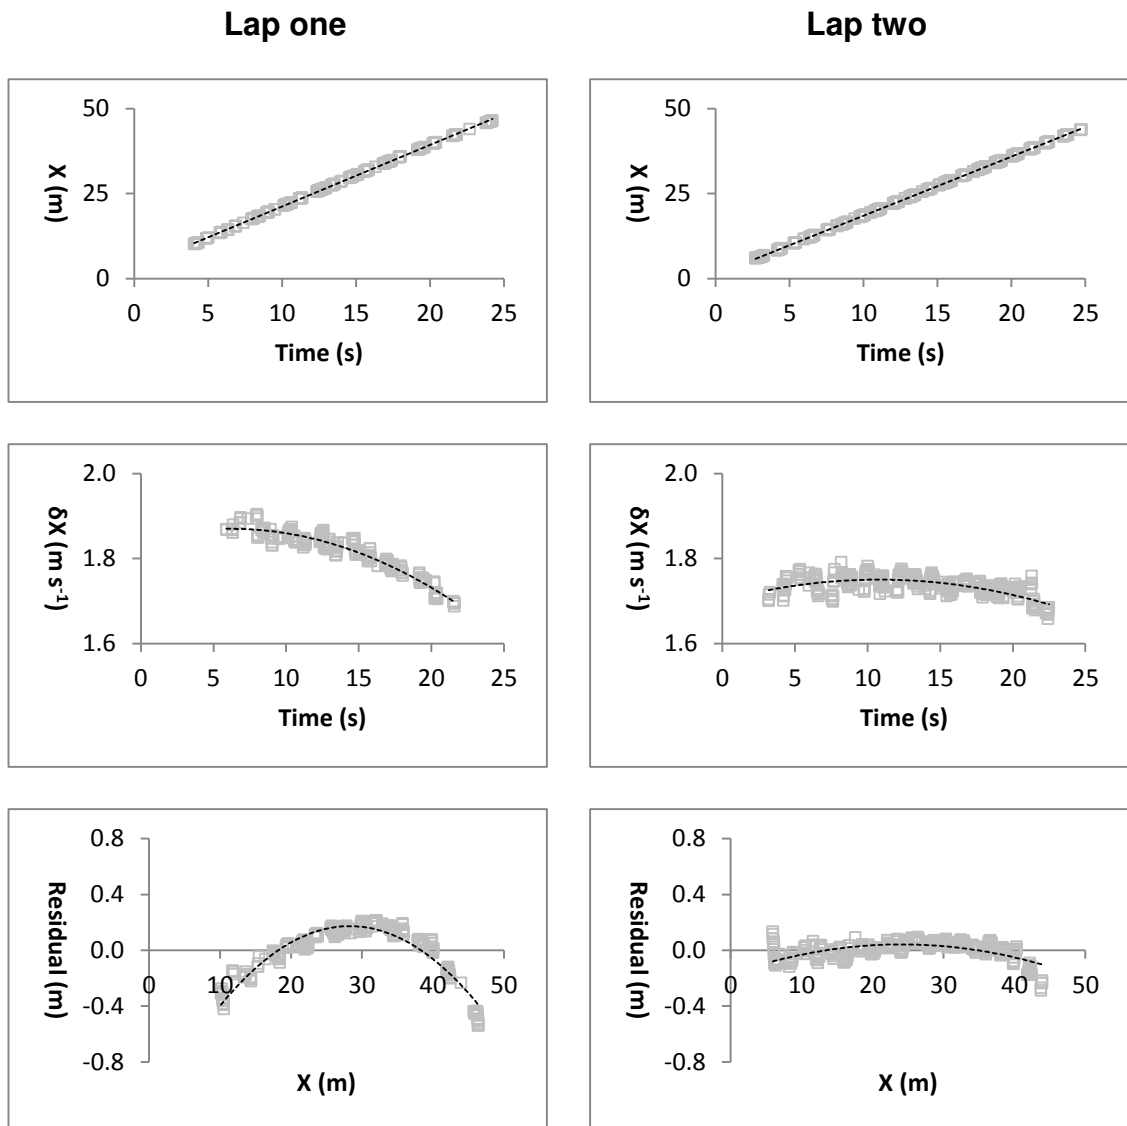 Lap one
Lap two
50
25
0
0 5 10 15 20 25
X (m)
Time (s)
50
25
0
0 5 10 15 20 25
X (m)
Time (s)
2.0
1.8
1.6
0 5 10 15 20 25
δX (m s-1)
Time (s)
2.0
1.8
1.6
0 5 10 15 20 25
δX (m s-1)
Time (s)
0.8
0.4
0.0
-0.4
-0.8
0 10 20 30 40 50
Residual (m)
X (m)
0.8
0.4
0.0
-0.4
-0.8
0 10 20 30 40 50
Residual (m)
X (m)